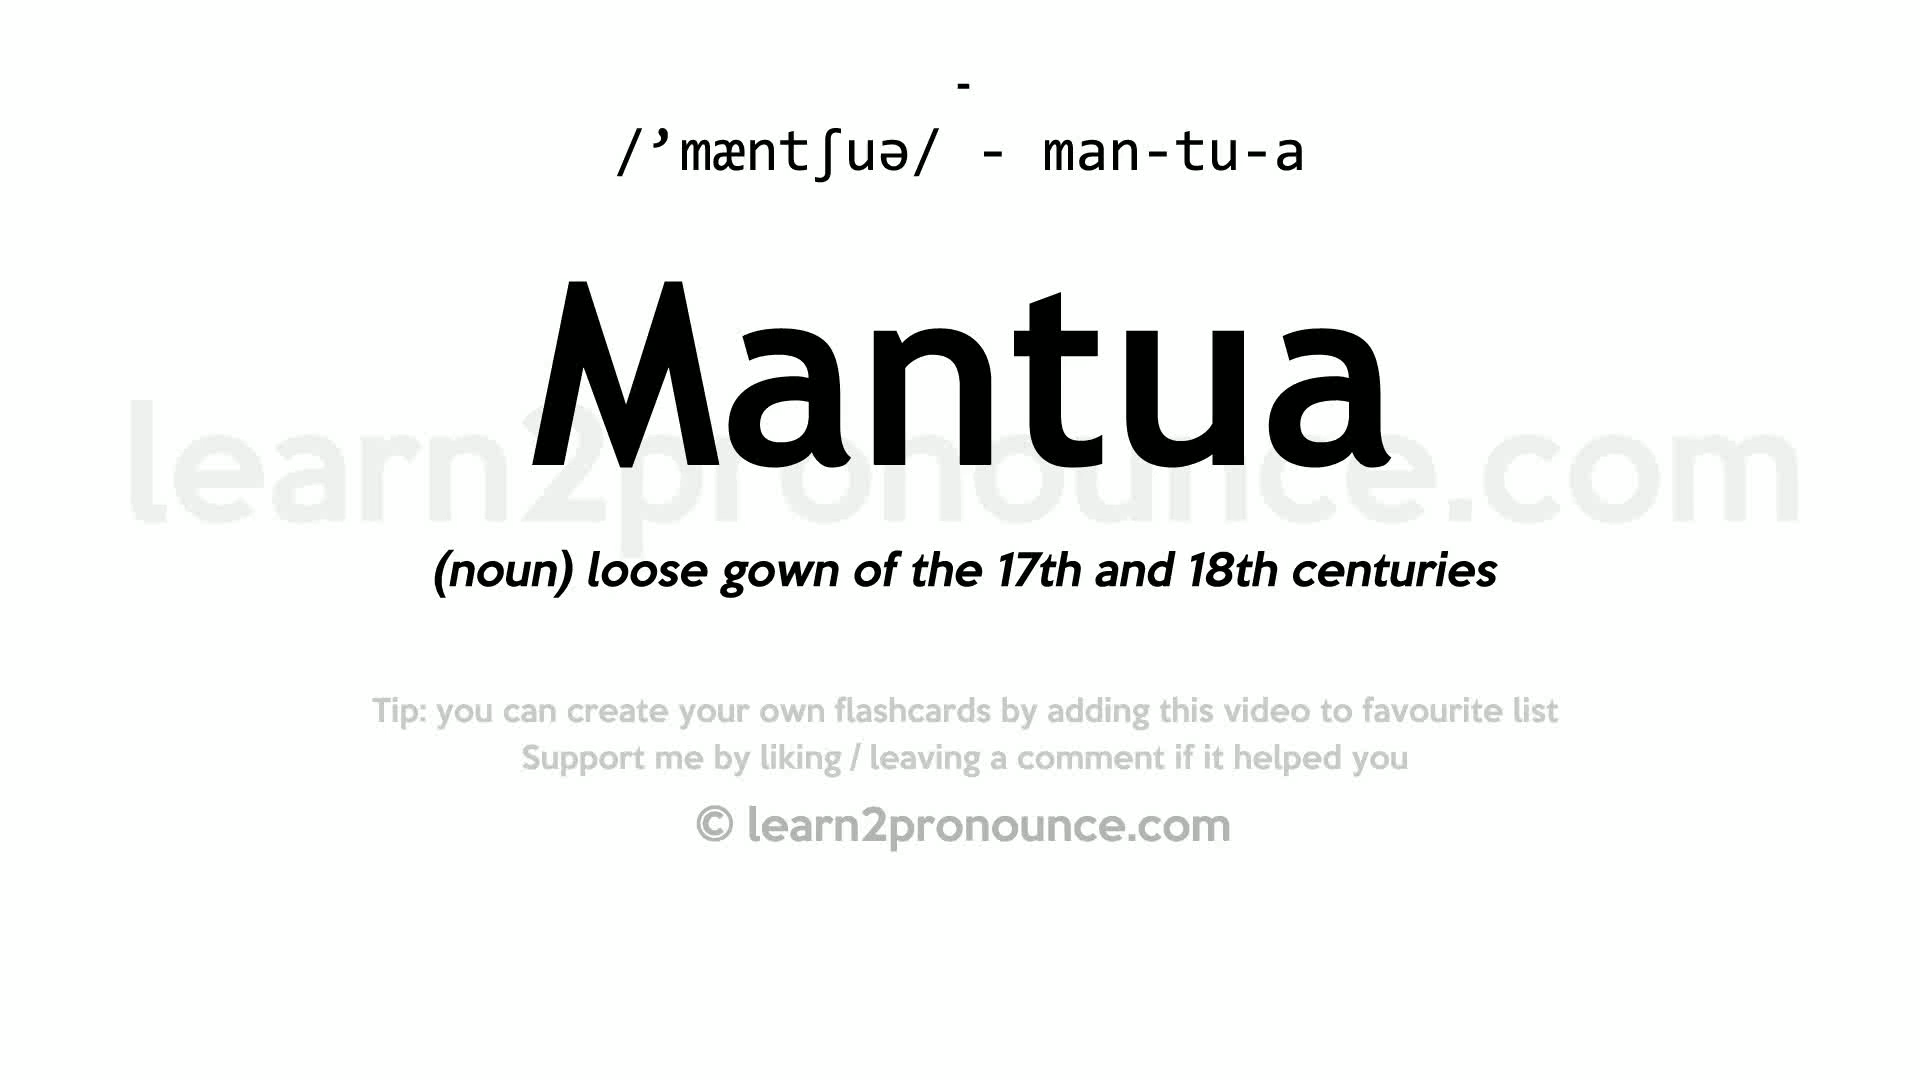 -
/’mæntʃuə/ - man-tu-a
Mantua
learn2pronounce.com
(noun) loose gown of the 17th and 18th centuries
Tip: you can create your own flashcards by adding this video to favourite list
Support me by liking / leaving a comment if it helped you
© learn2pronounce.com